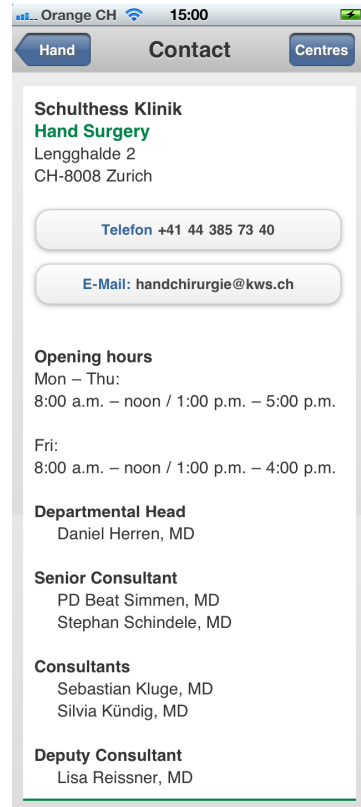 Orange CH 15:00
Hand Contact Centres
Schulthess Klinik
Hand Surgery
Lengghalde 2
CH-8008 Zurich
Telefon +41 44 385 73 40
E-Mail: handchirurgie@kws.ch
Opening hours
Mon – Thu:
8:00 a.m. – noon / 1:00 p.m. – 5:00 p.m.
Fri:
8:00 a.m. – noon / 1:00 p.m. – 4:00 p.m.
Departmental Head
Daniel Herren, MD
Senior Consultant
PD Beat Simmen, MD
Stephan Schindele, MD
Consultants
Sebastian Kluge, MD
Silvia Kündig, MD
Deputy Consultant
Lisa Reissner, MD